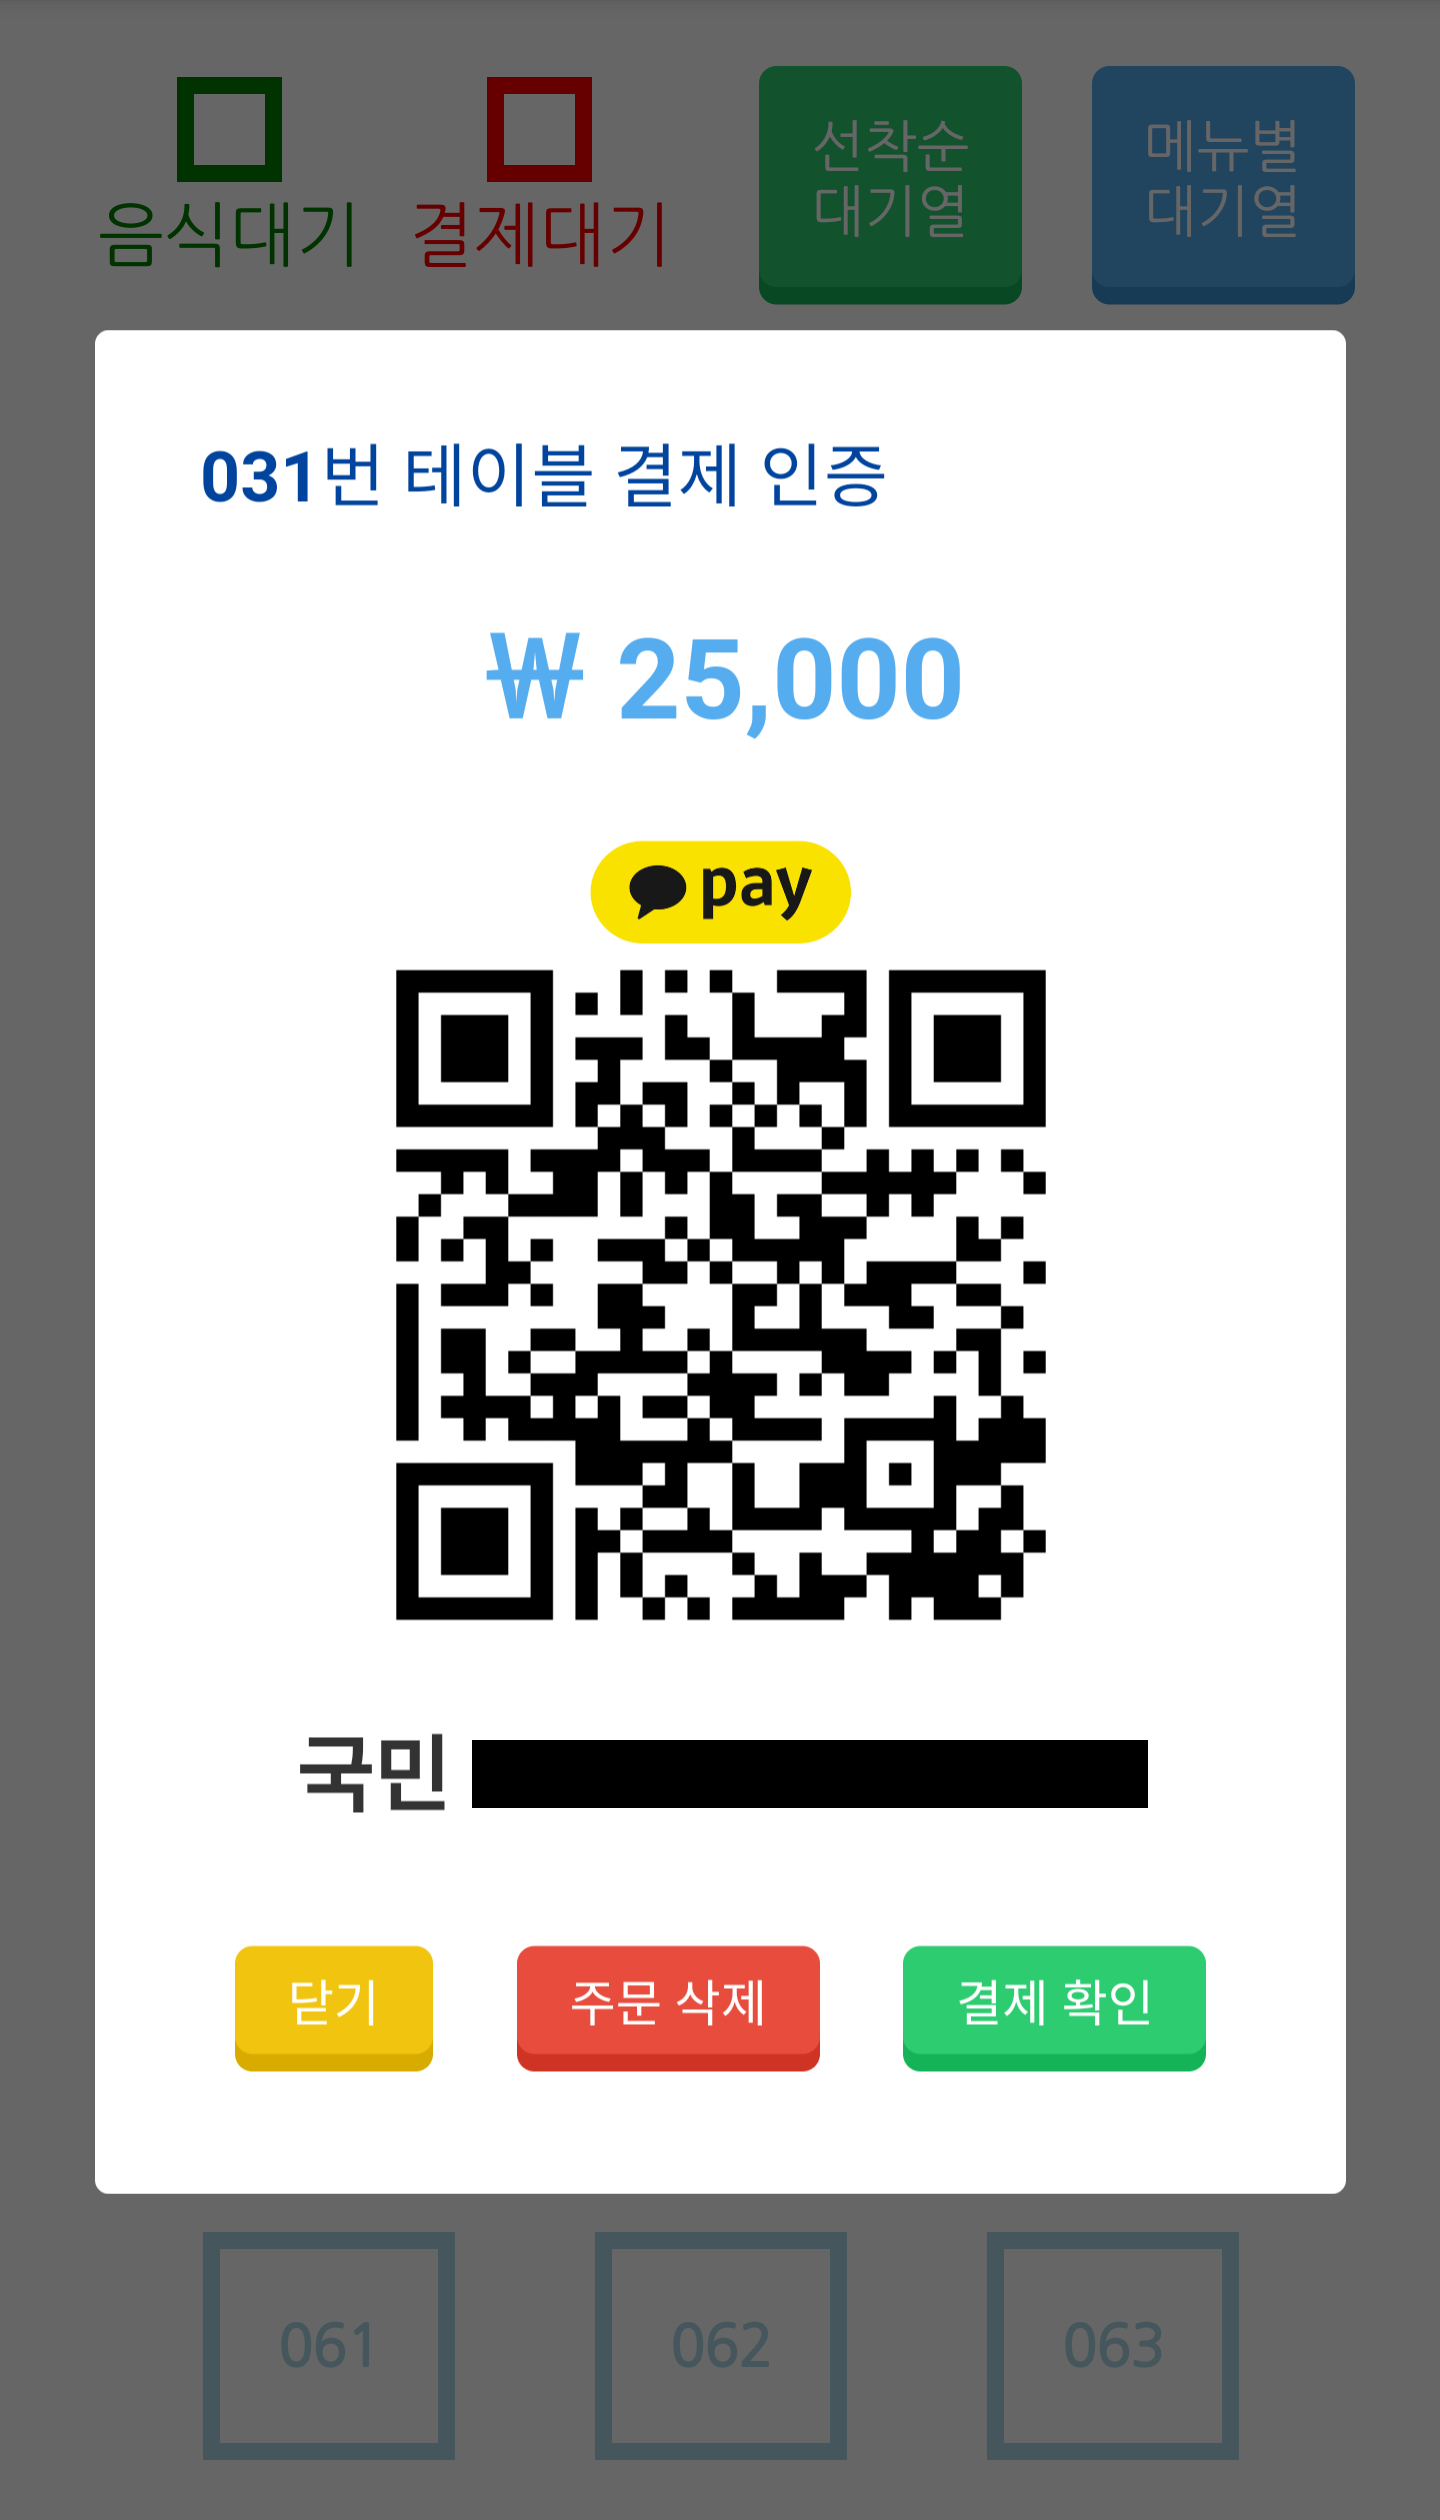 음식대기
결제대기
선착순
대기열
메뉴별
대기열
031번 테이블 결제 인증
₩ 25,000
pay
국민
닫기
주문 삭제
결제 확인
061
062
063